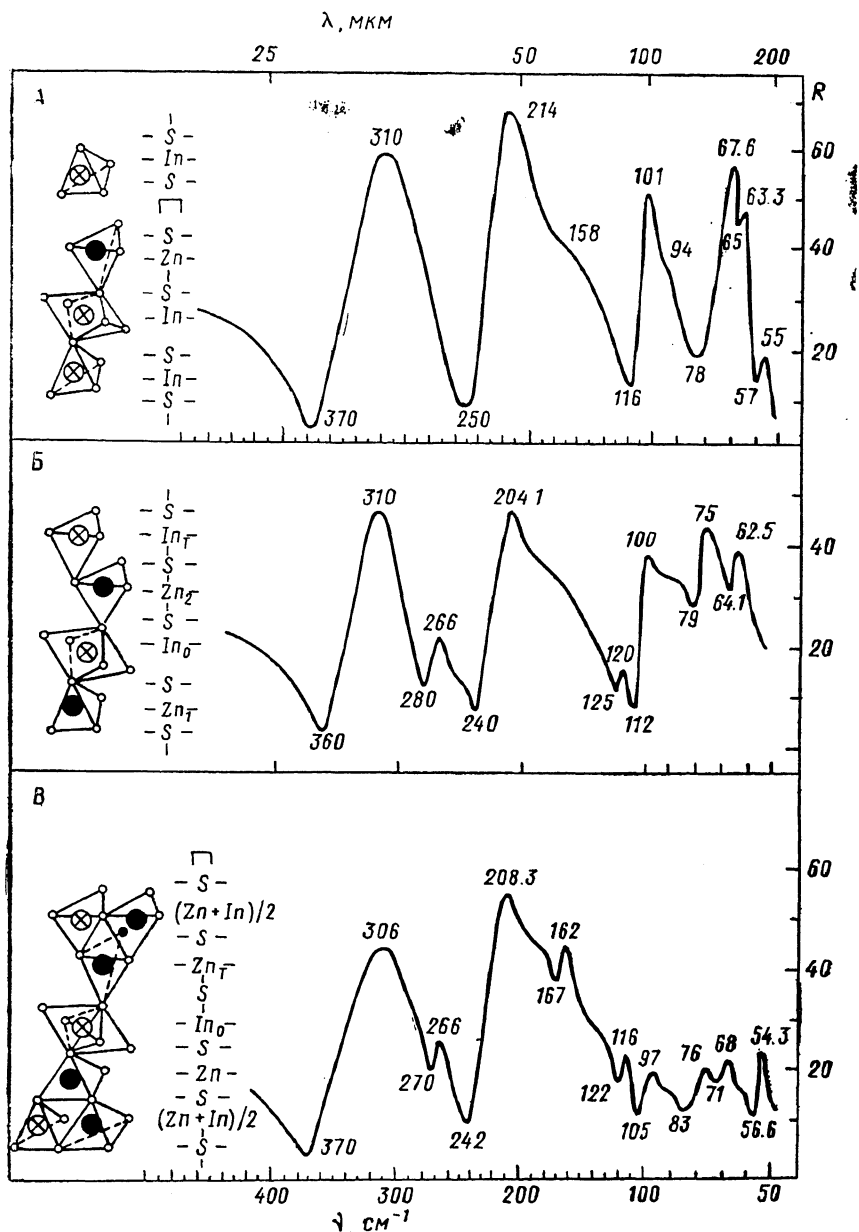 λ, МКМ
25 50 100 200
А
R
- S -
- In -
- S -
- S -
- Zn -
- S -
- In -
- S -
- In -
- S -
310
214
101
67.6
63.3
158
94
65
55
370
250
116
78
57
60
40
20
Б
- S -
- In_T -
- S -
- Zn_2 -
- S -
- In_O -
- S -
- Zn_T -
- S -
310
204.1
100
75
62.5
266
120
79
64.1
280
240
125
112
360
40
20
В
- S -
(Zn + In)/2
- S -
- Zn_T -
S
- In_O -
- S -
- Zn -
(Zn + In)/2
- S -
306
208.3
162
167
266
116
97
76
68
54.3
270
122
105
83
71
56.6
370
242
60
40
20
400 300 200 100 50
ν см⁻¹